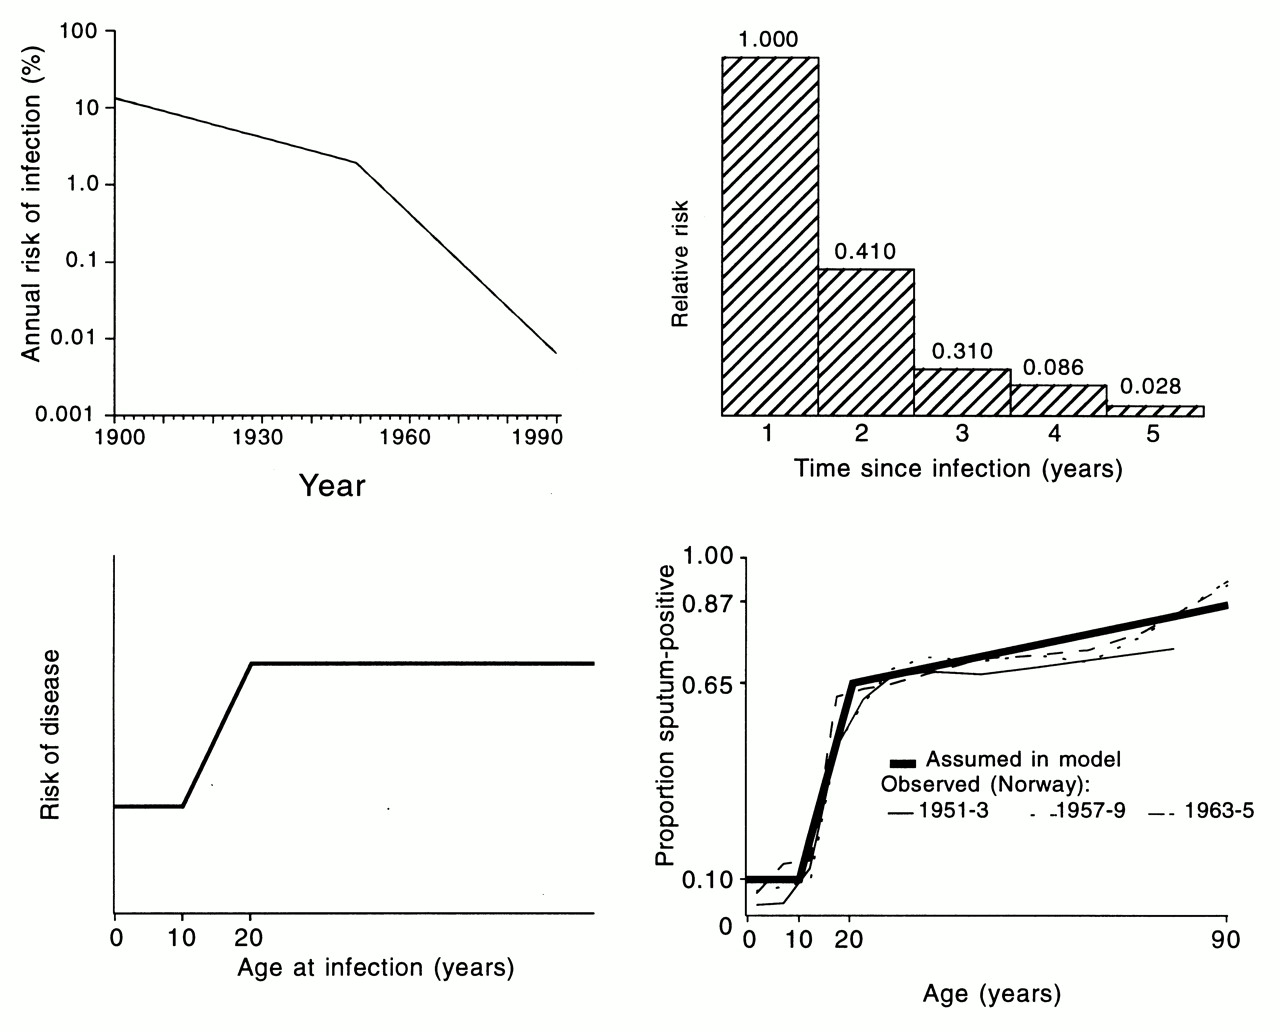 100
10
1.0
0.1
0.01
0.001
Annual risk of infection (%)
1900 1930 1960 1990
Year
1.000
0.410
0.310
0.086
0.028
Relative risk
1 2 3 4 5
Time since infection (years)
Risk of disease
0 10 20
Age at infection (years)
1.00
0.87
0.65
0.10
0
Proportion sputum-positive
Assumed in model
Observed (Norway):
1951-3 1957-9 1963-5
0 10 20 90
Age (years)